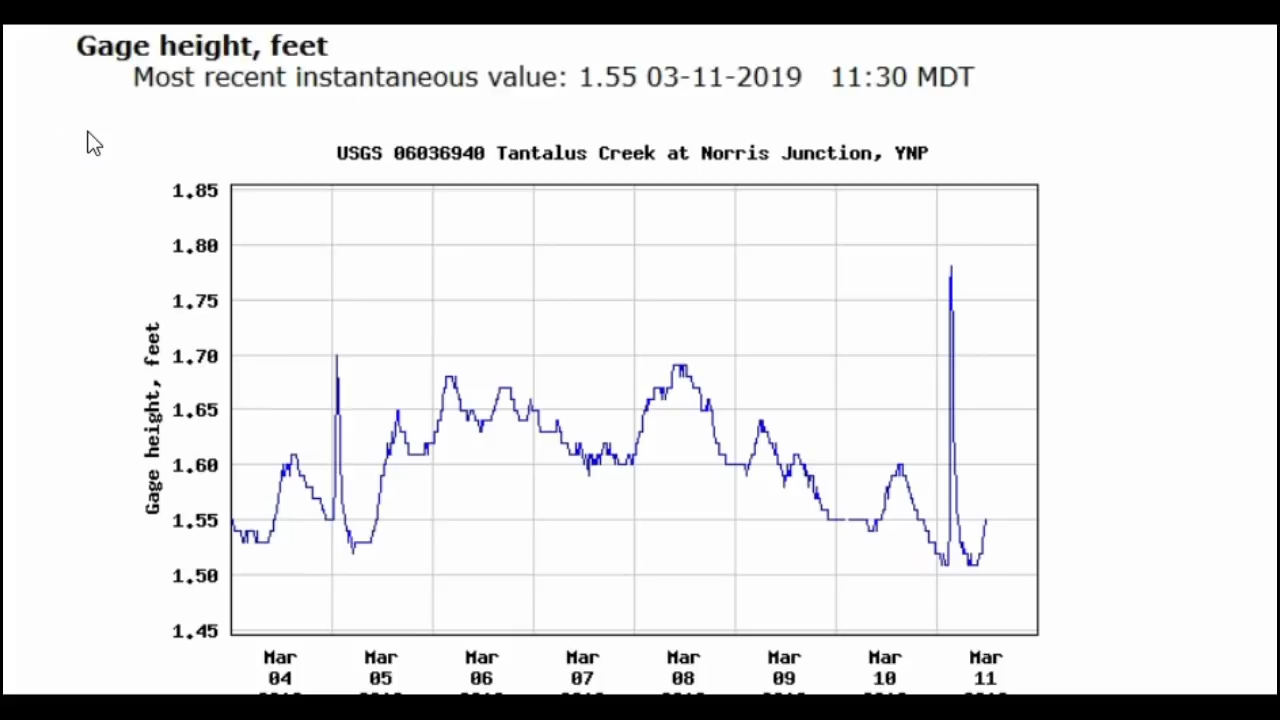 Gage height, feet
Most recent instantaneous value: 1.55 03-11-2019 11:30 MDT
USGS 06036940 Tantalus Creek at Norris Junction, YNP
1.85
1.80
1.75
1.70
1.65
1.60
1.55
1.50
1.45
Gage height, feet
Mar Mar Mar Mar Mar Mar Mar Mar
04 05 06 07 08 09 10 11